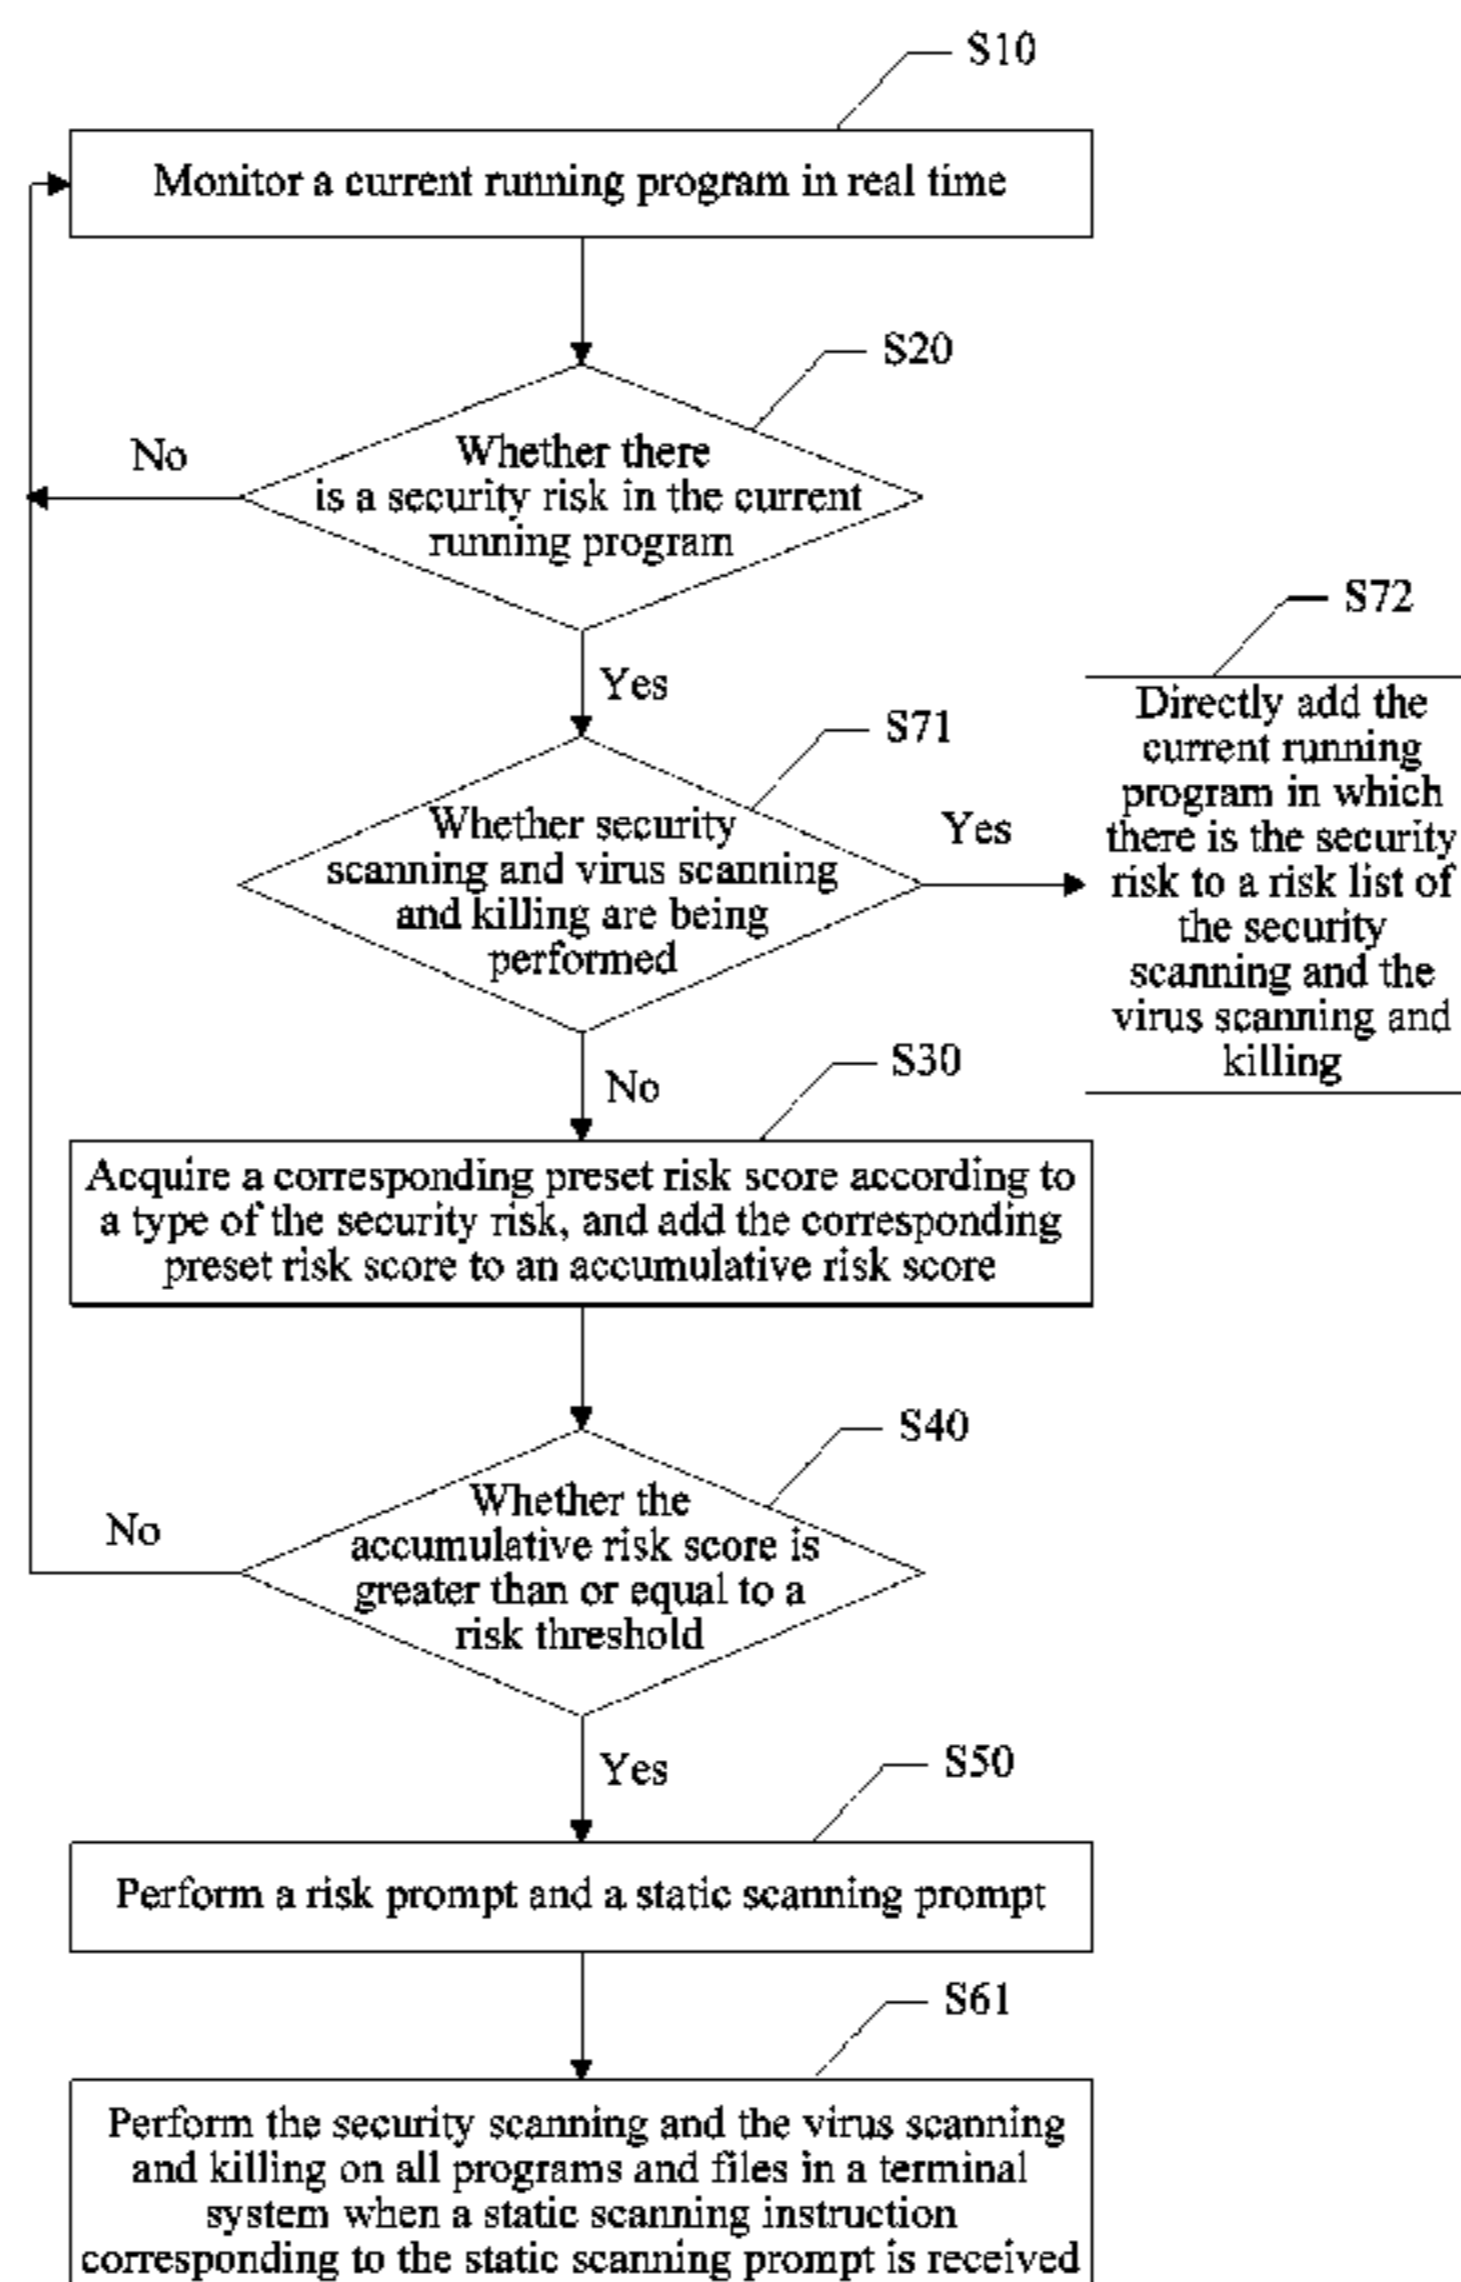 S10
Monitor a current running program in real time
S20
Whether there
is a security risk in the current
running program
No
Yes
S71
Whether security
scanning and virus scanning
and killing are being
performed
Yes
S72
Directly add the
current running
program in which
there is the security
risk to a risk list of
the security
scanning and the
virus scanning and
killing
No
S30
Acquire a corresponding preset risk score according to
a type of the security risk, and add the corresponding
preset risk score to an accumulative risk score
S40
Whether the
accumulative risk score is
greater than or equal to a
risk threshold
No
Yes
S50
Perform a risk prompt and a static scanning prompt
S61
Perform the security scanning and the virus scanning
and killing on all programs and files in a terminal
system when a static scanning instruction
corresponding to the static scanning prompt is received